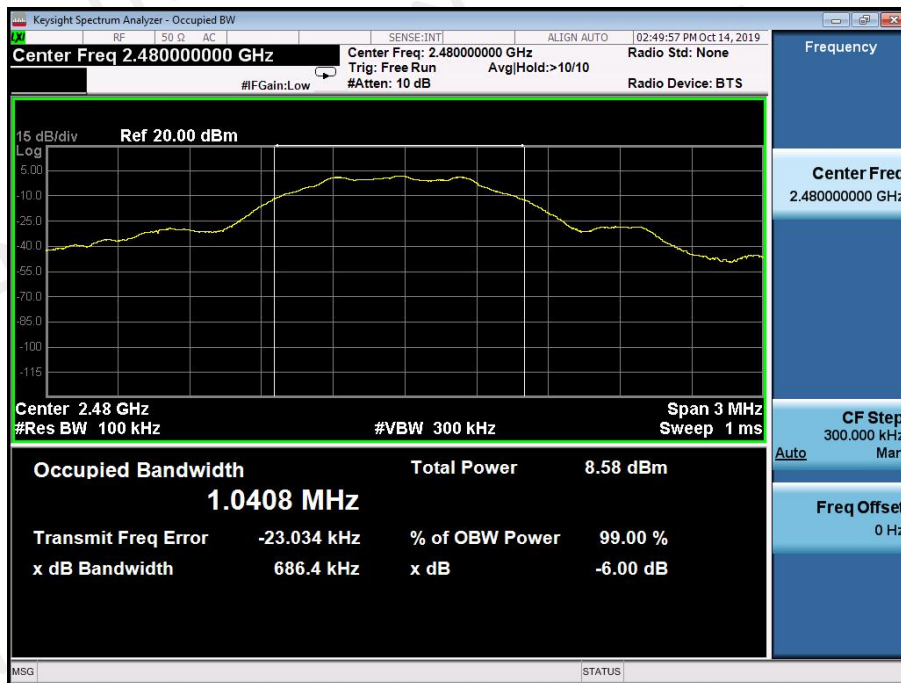 Keysight Spectrum Analyzer - Occupied BW
LXI RF 50 Ω AC SENSE:INT ALIGN AUTO 02:49:57 PM Oct 14, 2019
Center Freq 2.480000000 GHz
#IFGain:Low
Center Freq: 2.480000000 GHz
Trig: Free Run Avg|Hold:>10/10
#Atten: 10 dB
Radio Std: None
Radio Device: BTS
15 dB/div Ref 20.00 dBm
Log
5.00
-10.0
-25.0
-40.0
-55.0
-70.0
-85.0
-100
-115
Center 2.48 GHz Span 3 MHz
#Res BW 100 kHz #VBW 300 kHz Sweep 1 ms
Occupied Bandwidth Total Power 8.58 dBm
1.0408 MHz
Transmit Freq Error -23.034 kHz % of OBW Power 99.00 %
x dB Bandwidth 686.4 kHz x dB -6.00 dB
MSG STATUS
Frequency
Center Freq
2.480000000 GHz
CF Step
300.000 kHz
Auto Man
Freq Offset
0 Hz